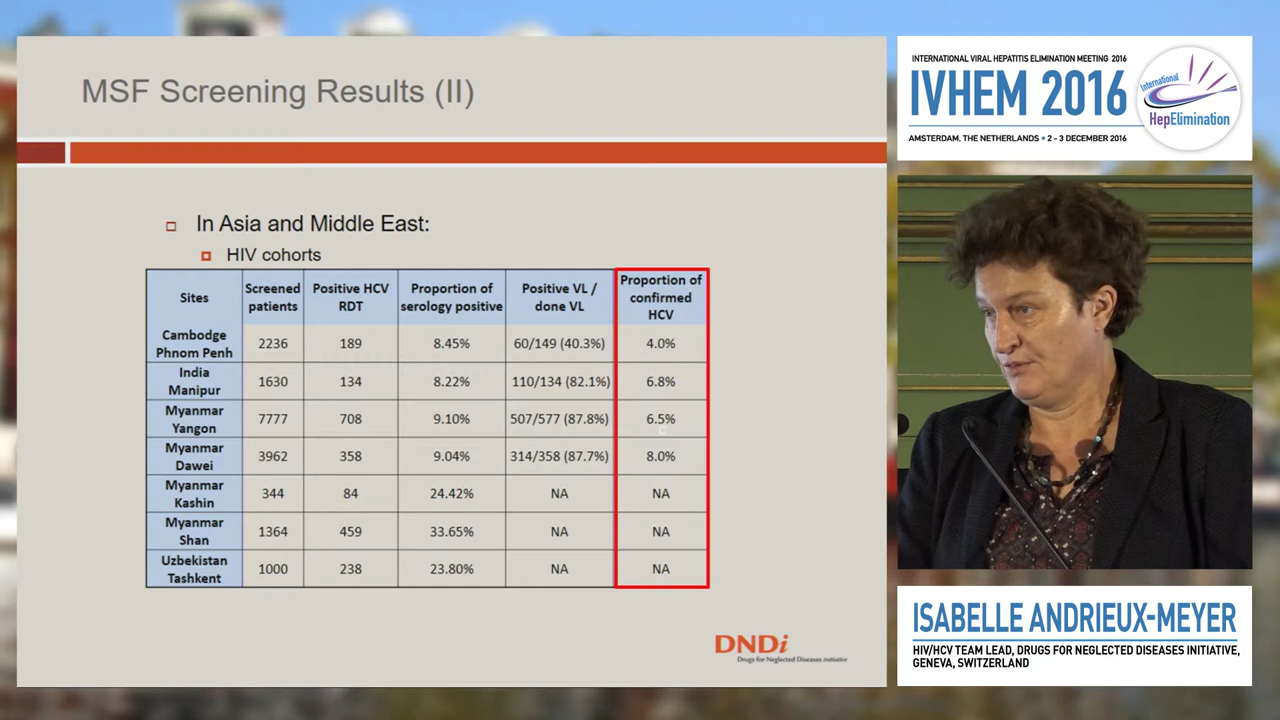 MSF Screening Results (II)
In Asia and Middle East:
HIV cohorts
Sites
Screened patients
Positive HCV RDT
Proportion of serology positive
Positive VL / done VL
Proportion of confirmed HCV
Cambodge Phnom Penh 2236 189 8.45% 60/149 (40.3%) 4.0%
India Manipur 1630 134 8.22% 110/134 (82.1%) 6.8%
Myanmar Yangon 7777 708 9.10% 507/577 (87.8%) 6.5%
Myanmar Dawei 3962 358 9.04% 314/358 (87.7%) 8.0%
Myanmar Kashin 344 84 24.42% NA NA
Myanmar Shan 1364 459 33.65% NA NA
Uzbekistan Tashkent 1000 238 23.80% NA NA
DNDi
Drugs for Neglected Diseases initiative
INTERNATIONAL VIRAL HEPATITIS ELIMINATION MEETING 2016
IVHEM 2016
AMSTERDAM, THE NETHERLANDS • 2 - 3 DECEMBER 2016
International
HepElimination
ISABELLE ANDRIEUX-MEYER
HIV/HCV TEAM LEAD, DRUGS FOR NEGLECTED DISEASES INITIATIVE,
GENEVA, SWITZERLAND